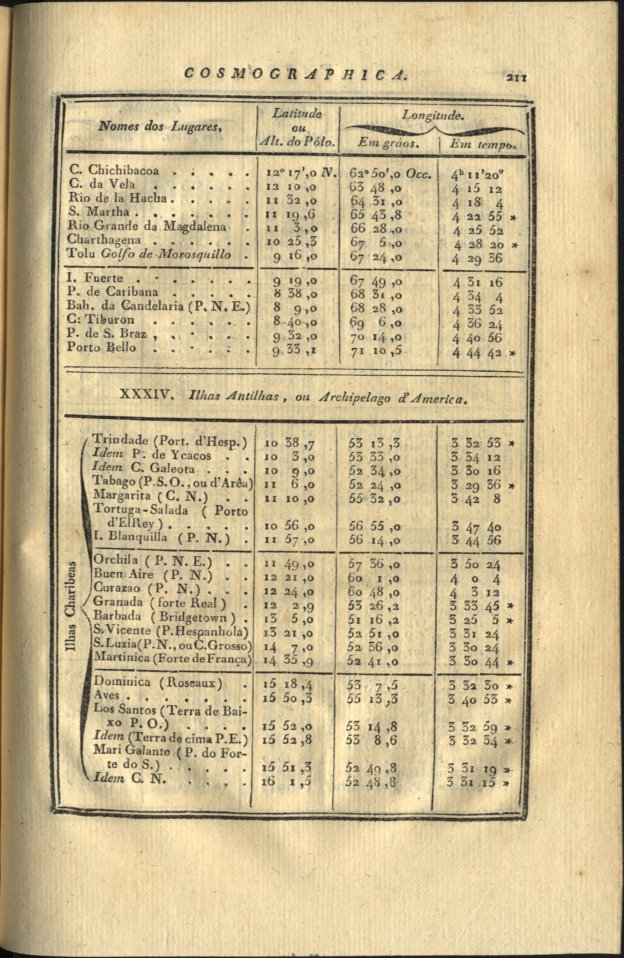 COSMOGRAPHICA. 211
Nomes dos Lugares. Latitude ou Alt. do Pólo. Longitude.
Em gráos. Em tempo.
C. Chichibacoa . . . . . 12° 17',0 N. 62° 50',0 Occ. 4h 11'20"
C. da Vela . . . . . . 12 10 ,0 63 48 ,0 4 15 12
Rio de la Hacha . . . . . 11 32 ,0 64 31 ,0 4 18 4
S. Martha . . . . . . . 11 19 ,6 65 43 ,8 4 22 55 *
Rio Grande da Magdalena . 11 3 ,0 66 28 ,0 4 25 52
Charthagena . . . . . . 10 25 ,3 67 5 ,0 4 28 20 *
Tolu Golfo de Morosquillo . 9 16 ,0 67 24 ,0 4 29 36
I. Fuerte . . . . . . . 9 19 ,0 67 49 ,0 4 31 16
P. de Caribana . . . . . 8 38 ,0 68 31 ,0 4 34 4
Bah. da Candelaria (P. N. E.) 8 9 ,0 68 28 ,0 4 33 52
C: Tiburon . . . . . . 8 40 ,0 69 6 ,0 4 36 24
P. de S. Braz , . . . . . 9 32 ,0 70 14 ,0 4 40 56
Porto Bello . . . . . . 9 33 ,1 71 10 ,5 4 44 42 *
XXXIV. Ilhas Antilhas, ou Archipelago d'America.
Ilhas Charibeas
Trindade (Port. d'Hesp.) 10 38 ,7 53 13 ,3 3 32 53 *
Idem P. de Ycacos . . 10 3 ,0 53 33 ,0 3 34 12
Idem C. Galeota . . . 10 9 ,0 52 34 ,0 3 30 16
Tabago (P.S.O., ou d'Arêa) 11 6 ,0 52 24 ,0 3 29 36 *
Margarita (C. N.) . . 11 10 ,0 55 32 ,0 3 42 8
Tortuga-Salada ( Porto
d'ElRey) . . . . . 10 56 ,0 56 55 ,0 3 47 40
I. Blanquilla (P. N.) . 11 57 ,0 56 14 ,0 3 44 56
Orchila ( P. N. E.) . . 11 49 ,0 57 36 ,0 3 50 24
Buen Aire (P. N.) . . 12 21 ,0 60 1 ,0 4 0 4
Curazao (P. N.) . . . 12 24 ,0 60 48 ,0 4 3 12
Granada ( forte Real ) . 12 2 ,9 53 26 ,2 3 33 45 *
Barbada ( Bridgetown ) . 13 5 ,0 51 16 ,2 3 25 5 *
S. Vicente (P. Hespanhola) 13 21 ,0 52 51 ,0 3 31 24
S. Luzia (P.N., ou C. Grosso) 14 7 ,0 52 36 ,0 3 30 24
Martinica (Forte de França) 14 35 ,9 52 41 ,0 3 30 44 *
Dominica (Roseaux) . 15 18 ,4 53 7 ,5 3 32 30 *
Aves . . . . . . . 15 50 ,3 55 13 ,3 3 40 53 *
Los Santos (Terra de Bai-
xo P. O.) . . . . 15 52 ,0 53 14 ,8 3 32 59 *
Idem (Terra de cima P.E.) 15 52 ,8 53 8 ,6 3 32 34 *
Mari Galante (P. do For-
te do S.) . . . . . 15 51 ,3 52 49 ,8 3 31 19 *
Idem C. N. . . , . 16 1 ,5 52 48 ,8 3 31 15 *